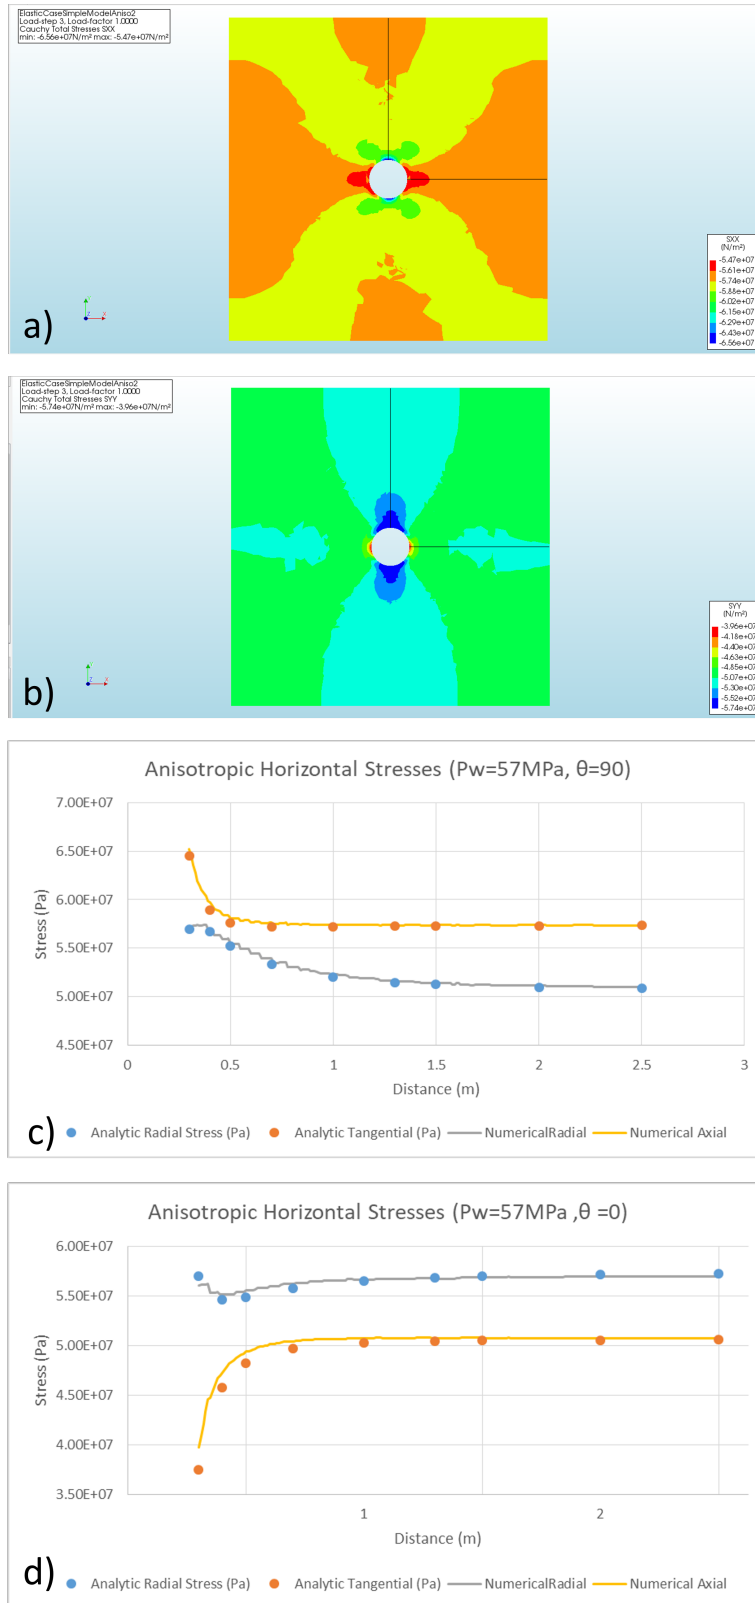 ElasticCaseSimpleModelAniso2
Load-step 3, Load-factor 1.0000
Cauchy Total Stresses SXX
min: -6.56e+07N/m² max: -5.47e+07N/m²
SXX
(N/m²)
-5.47e+07
-5.61e+07
-5.74e+07
-5.88e+07
-6.02e+07
-6.15e+07
-6.29e+07
-6.43e+07
-6.56e+07
Y
Z X
a)
ElasticCaseSimpleModelAniso2
Load-step 3, Load-factor 1.0000
Cauchy Total Stresses SYY
min: -5.74e+07N/m² max: -3.96e+07N/m²
SYY
(N/m²)
-3.96e+07
-4.18e+07
-4.40e+07
-4.63e+07
-4.85e+07
-5.07e+07
-5.30e+07
-5.52e+07
-5.74e+07
Y
Z X
b)
Anisotropic Horizontal Stresses (Pw=57MPa, θ=90)
7.00E+07
6.50E+07
6.00E+07
5.50E+07
5.00E+07
4.50E+07
Stress (Pa)
0 0.5 1 1.5 2 2.5 3
Distance (m)
c)
Analytic Radial Stress (Pa) Analytic Tangential (Pa) NumericalRadial Numerical Axial
Anisotropic Horizontal Stresses (Pw=57MPa ,θ =0)
6.00E+07
5.50E+07
5.00E+07
4.50E+07
4.00E+07
3.50E+07
Stress (Pa)
1 2
Distance (m)
d)
Analytic Radial Stress (Pa) Analytic Tangential (Pa) NumericalRadial Numerical Axial